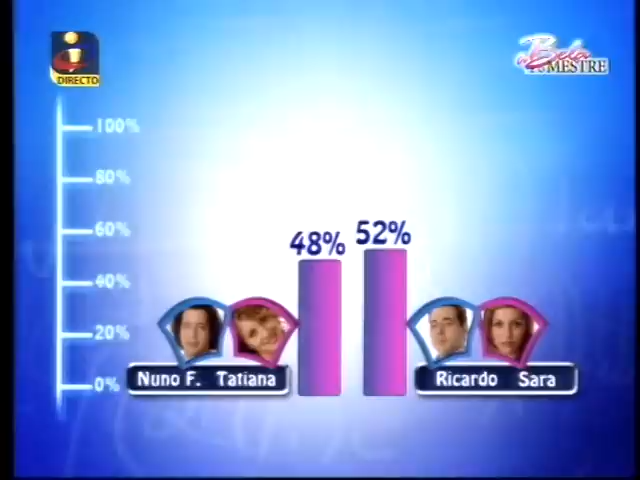 DIRECTO
a Bela
MESTRE
100%
80%
60%
40%
20%
0%
48%
52%
Nuno F. Tatiana
Ricardo Sara